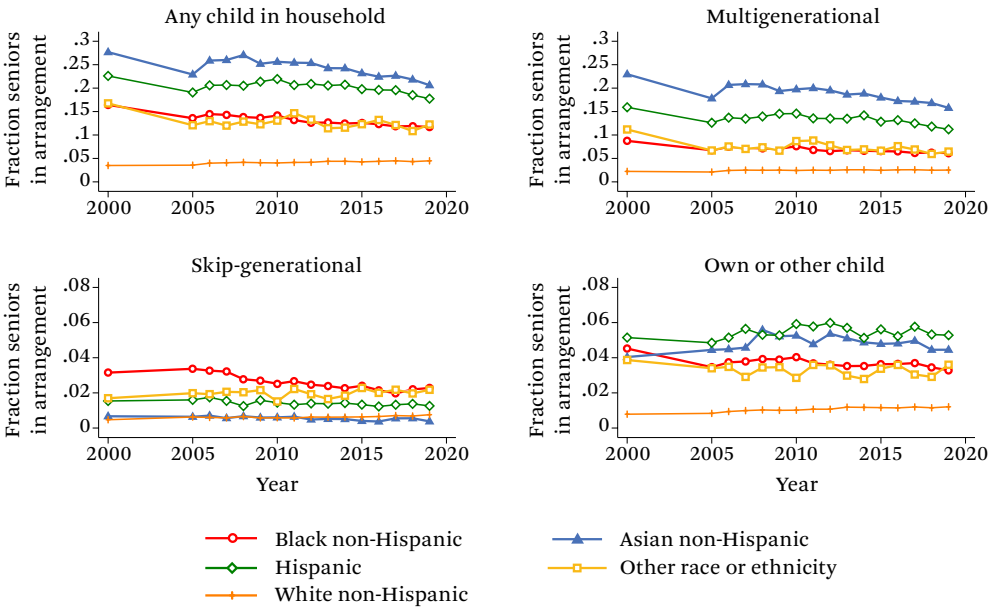 Any child in household
Fraction seniors
in arrangement
.3
.25
.2
.15
.1
.05
0
2000 2005 2010 2015 2020
Multigenerational
Fraction seniors
in arrangement
.3
.25
.2
.15
.1
.05
0
2000 2005 2010 2015 2020
Skip-generational
Fraction seniors
in arrangement
.08
.06
.04
.02
0
2000 2005 2010 2015 2020
Year
Own or other child
Fraction seniors
in arrangement
.08
.06
.04
.02
0
2000 2005 2010 2015 2020
Year
Black non-Hispanic
Hispanic
White non-Hispanic
Asian non-Hispanic
Other race or ethnicity